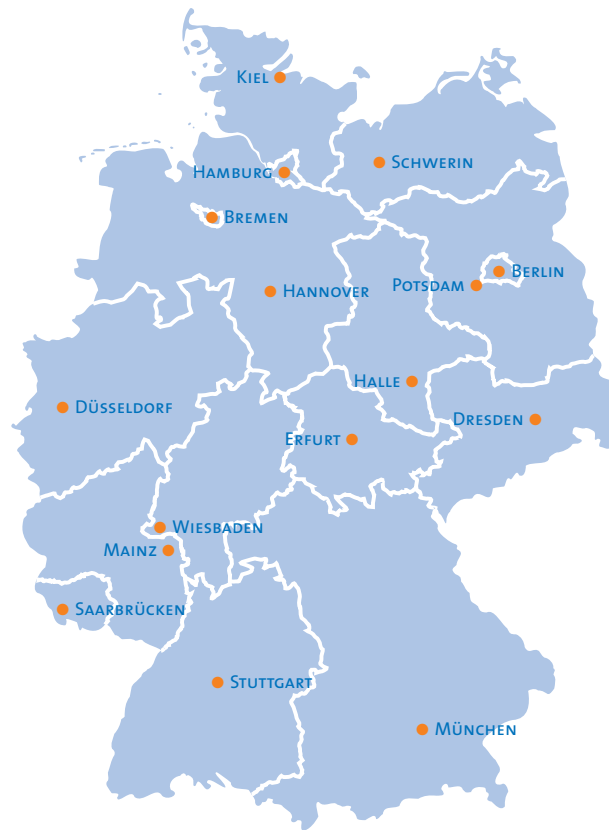 Kiel
Schwerin
Hamburg
Bremen
Berlin
Potsdam
Hannover
Halle
Düsseldorf
Dresden
Erfurt
Wiesbaden
Mainz
Saarbrücken
Stuttgart
München